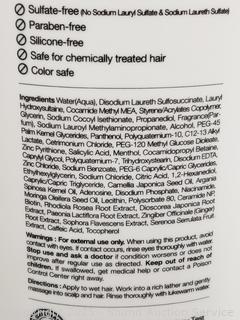 Sulfate-free (No Sodium Lauryl Sulfate & Sodium Laureth Sulfate)
Paraben-free
Silicone-free
Safe for chemically treated hair
Color safe
Ingredients Water(Aqua), Disodium Laureth Sulfosuccinate, Lauryl
Hydroxysultaine, Cocamide Methyl MEA, Styrene/Acrylates Copolymer,
Glycerin, Sodium Cocoyl Isethionate, Propanediol, Fragrance(Par-
fum), Sodium Lauroyl Methylaminopropionate, Alcohol, PEG-45
Palm Kernel Glycerides, Panthenol, Polyquaternium-10, C12-13 Alkyl
Lactate, Cetrimonium Chloride, PEG-120 Methyl Glucose Dioleate,
Zinc Pyrithione, Salicylic Acid, Menthol, Cocamidopropyl Betaine,
Caprylyl Glycol, Polyquaternium-7, Trihydroxystearin, Disodium EDTA,
Zinc Chloride, Sodium Benzoate, PEG-6 Caprylic/Capric Glycerides,
Ethylhexylglycerin, Sodium Chloride, Citric Acid, 1,2-Hexanediol,
Caprylic/Capric Triglyceride, Camellia Japonica Seed Oil, Argania
Spinosa Kernel Oil, Adenosine, Disodium Phosphate, Niacinamide,
Moringa Oleifera Seed Oil, Lecithin, Polysorbate 80, Ceramide NP,
Biotin, Rhodiola Rosea Root Extract, Dioscorea Japonica Root
Extract, Paeonia Lactiflora Root Extract, Zingiber Officinale (Ginger)
Root Extract, Sophora Flavescens Extract, Serenoa Serrulata Fruit
Extract, Caffeine, Acid, Tocopherol
Warnings : For external use only. When using this product, avoid
contact with eyes. If contact occurs, rinse eyes thoroughly with water.
Stop use and ask a doctor if condition worsens or does not
improve after regular use as directed. Keep out of reach of
children. If swallowed, get medical help or contact a Poison
Control Center right away.
Directions : Apply to wet hair. Work into a rich lather and gently
massage into scalp and hair. Rinse thoroughly with lukewarm water.